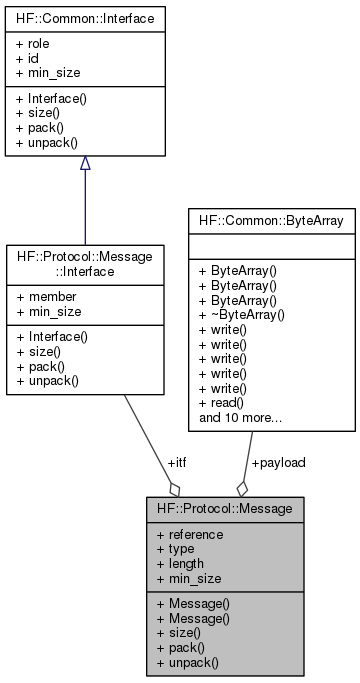 HF::Common::Interface
+ role
+ id
+ min_size
+ Interface()
+ size()
+ pack()
+ unpack()
HF::Common::ByteArray
+ ByteArray()
+ ByteArray()
+ ByteArray()
+ ~ByteArray()
+ write()
+ write()
+ write()
+ write()
+ write()
+ read()
and 10 more...
HF::Protocol::Message
::Interface
+ member
+ min_size
+ Interface()
+ size()
+ pack()
+ unpack()
+itf
+payload
HF::Protocol::Message
+ reference
+ type
+ length
+ min_size
+ Message()
+ Message()
+ size()
+ pack()
+ unpack()